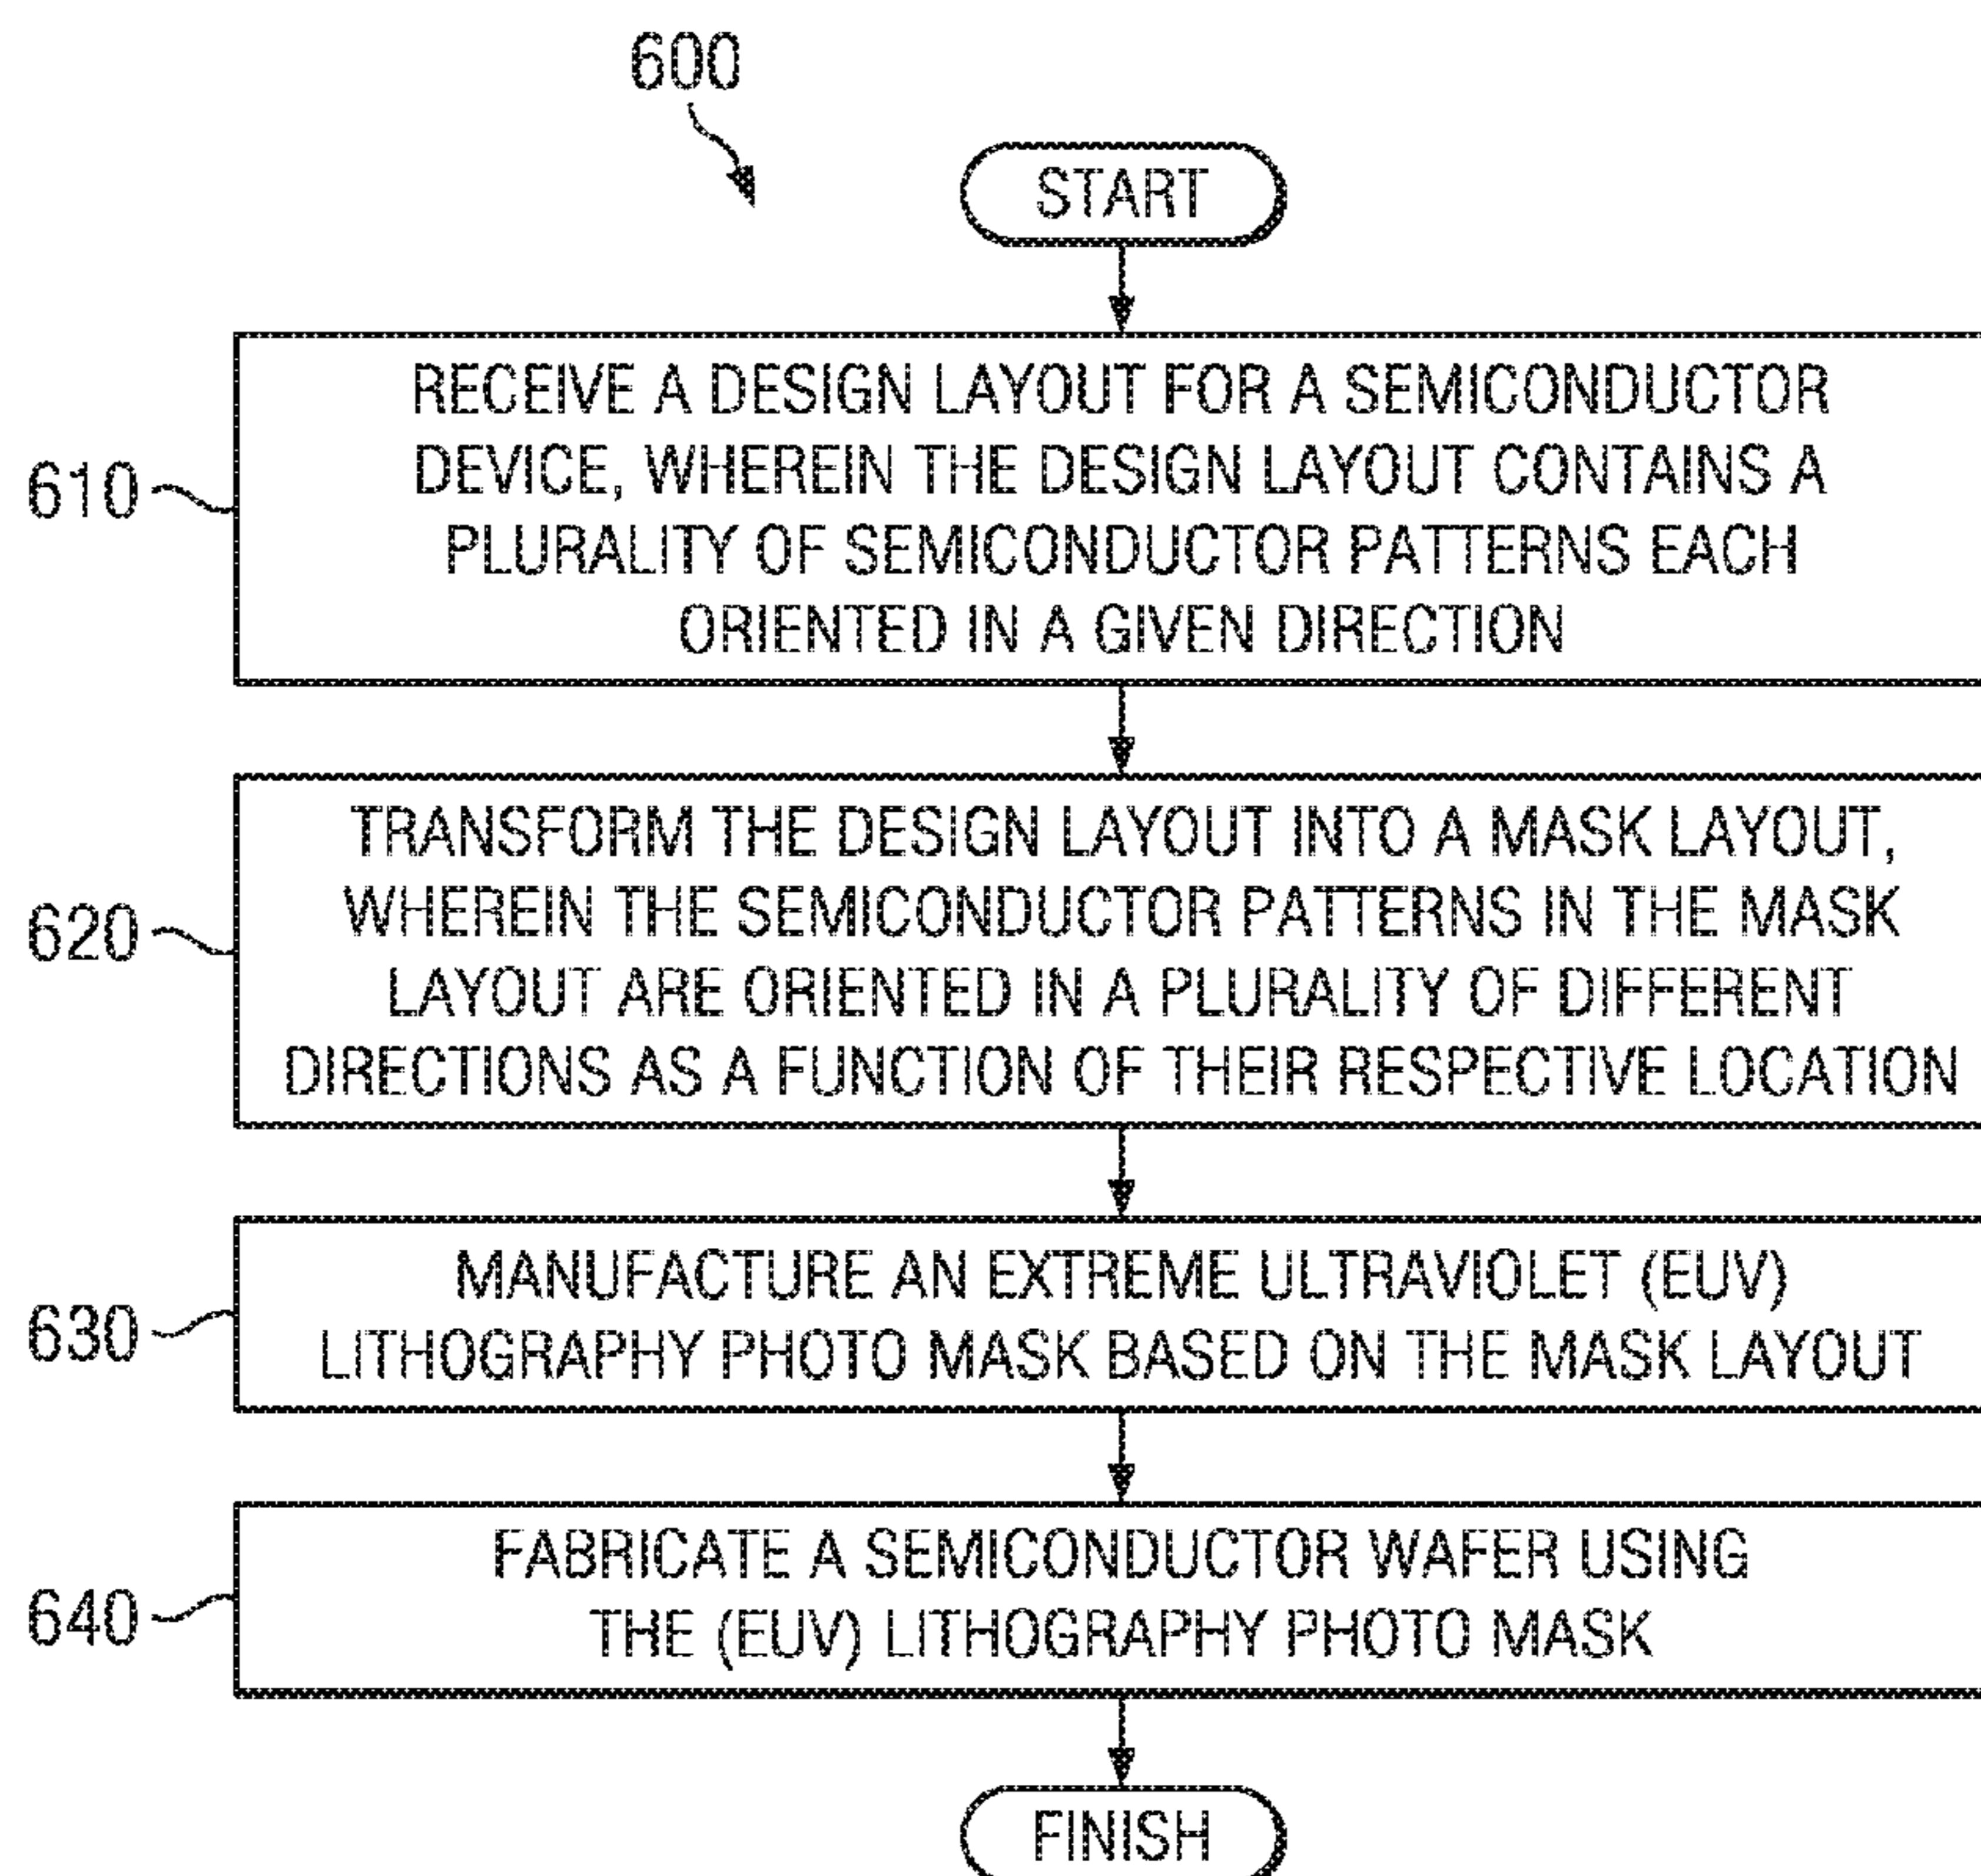 600
START
610
RECEIVE A DESIGN LAYOUT FOR A SEMICONDUCTOR
DEVICE, WHEREIN THE DESIGN LAYOUT CONTAINS A
PLURALITY OF SEMICONDUCTOR PATTERNS EACH
ORIENTED IN A GIVEN DIRECTION
620
TRANSFORM THE DESIGN LAYOUT INTO A MASK LAYOUT,
WHEREIN THE SEMICONDUCTOR PATTERNS IN THE MASK
LAYOUT ARE ORIENTED IN A PLURALITY OF DIFFERENT
DIRECTIONS AS A FUNCTION OF THEIR RESPECTIVE LOCATION
630
MANUFACTURE AN EXTREME ULTRAVIOLET (EUV)
LITHOGRAPHY PHOTO MASK BASED ON THE MASK LAYOUT
640
FABRICATE A SEMICONDUCTOR WAFER USING
THE (EUV) LITHOGRAPHY PHOTO MASK
FINISH